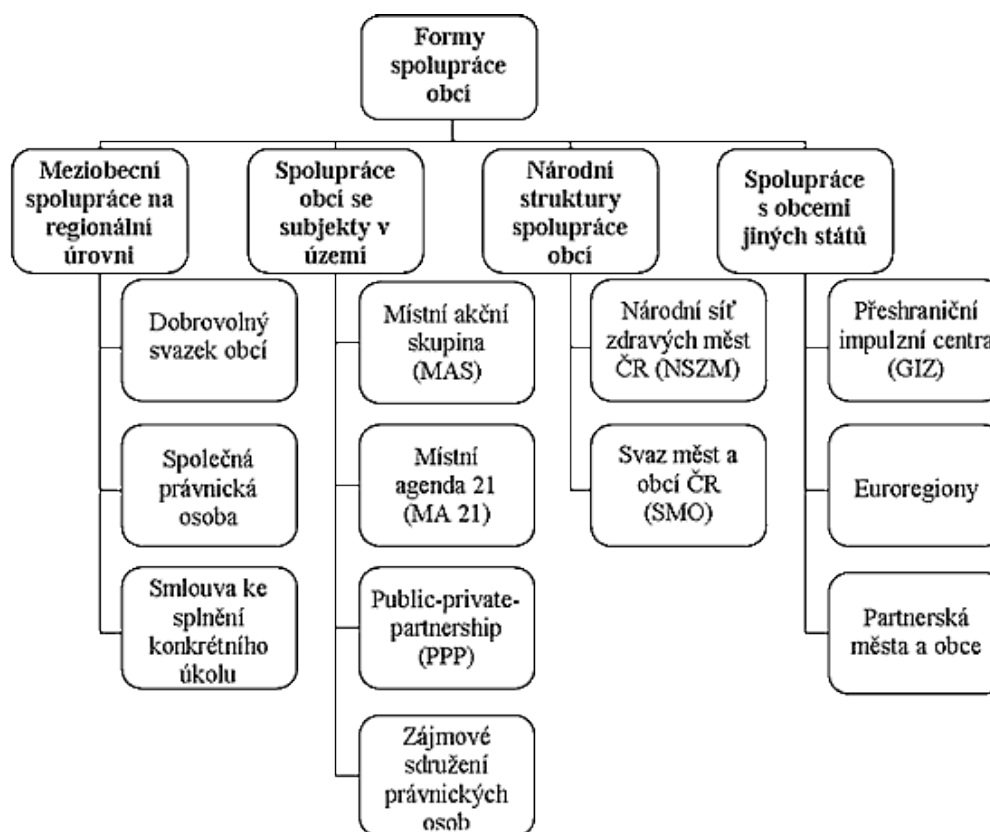 Formy
spolupráce
obcí
Meziobecní
spolupráce na
regionální
úrovni
Spolupráce
obcí se
subjekty v
území
Národní
struktury
spolupráce
obcí
Spolupráce
s obcemi
jiných států
Dobrovolný
svazek obcí
Společná
právnická
osoba
Smlouva ke
splnění
konkrétního
úkolu
Místní akční
skupina
(MAS)
Místní
agenda 21
(MA 21)
Public-private-
partnership
(PPP)
Zájmové
sdružení
právnických
osob
Národní síť
zdravých měst
ČR (NSZM)
Svaz měst a
obcí ČR
(SMO)
Přeshraniční
impulzní centra
(GIZ)
Euroregiony
Partnerská
města a obce